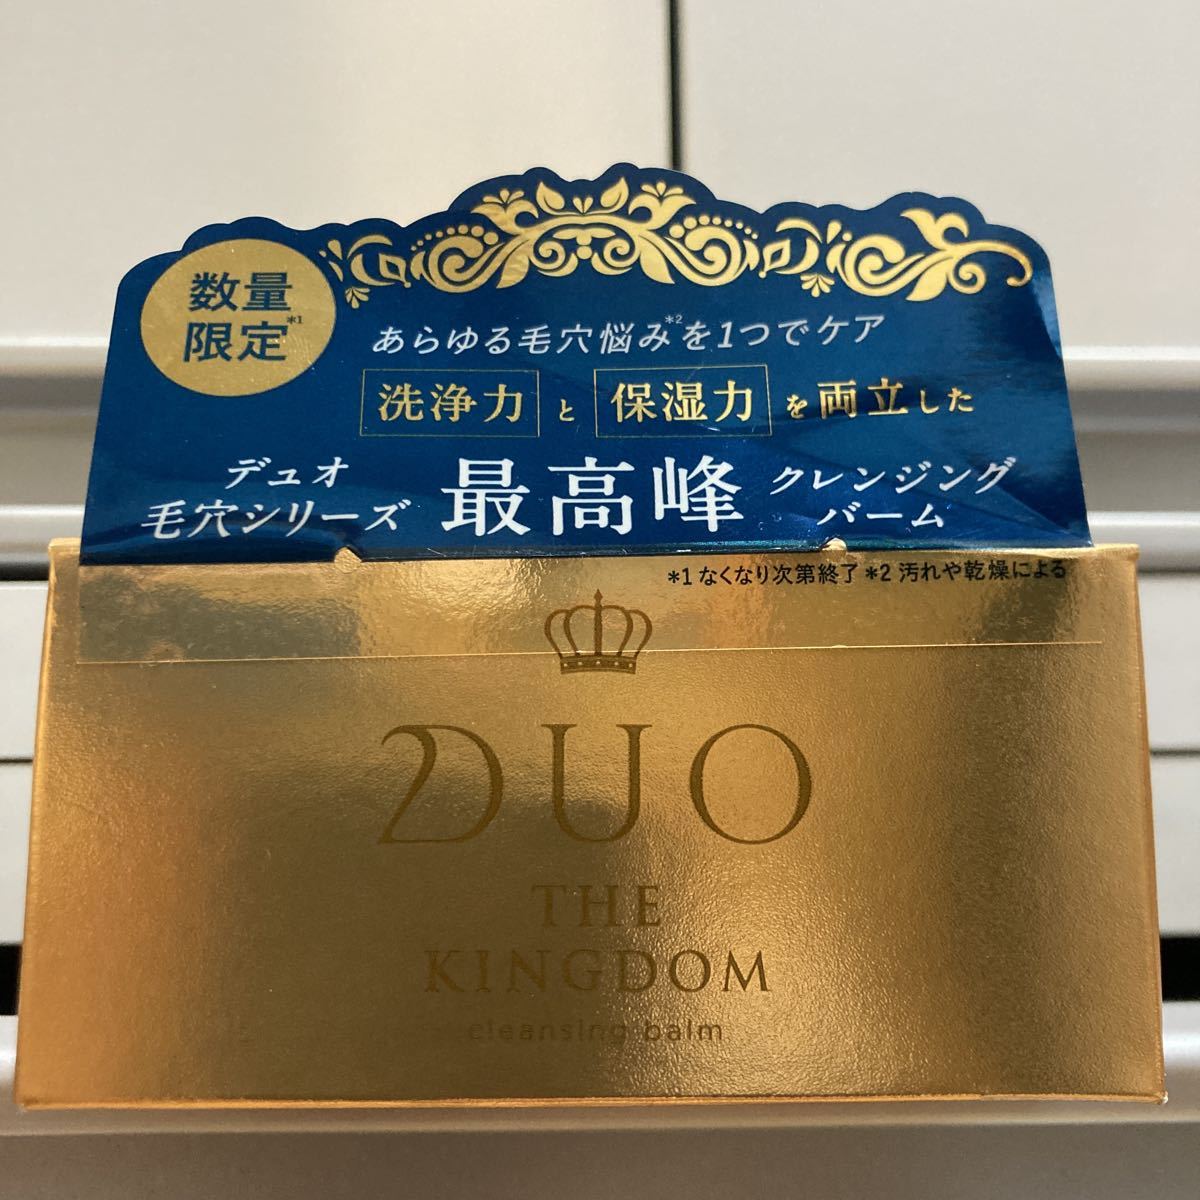 数量
限定*1
あらゆる毛穴悩み*2を1つでケア
洗浄力と保湿力を両立した
デュオ
毛穴シリーズ
最高峰
クレンジング
バーム
*1 なくなり次第終了 *2 汚れや乾燥による
DUO
THE
KINGDOM
cleansing balm